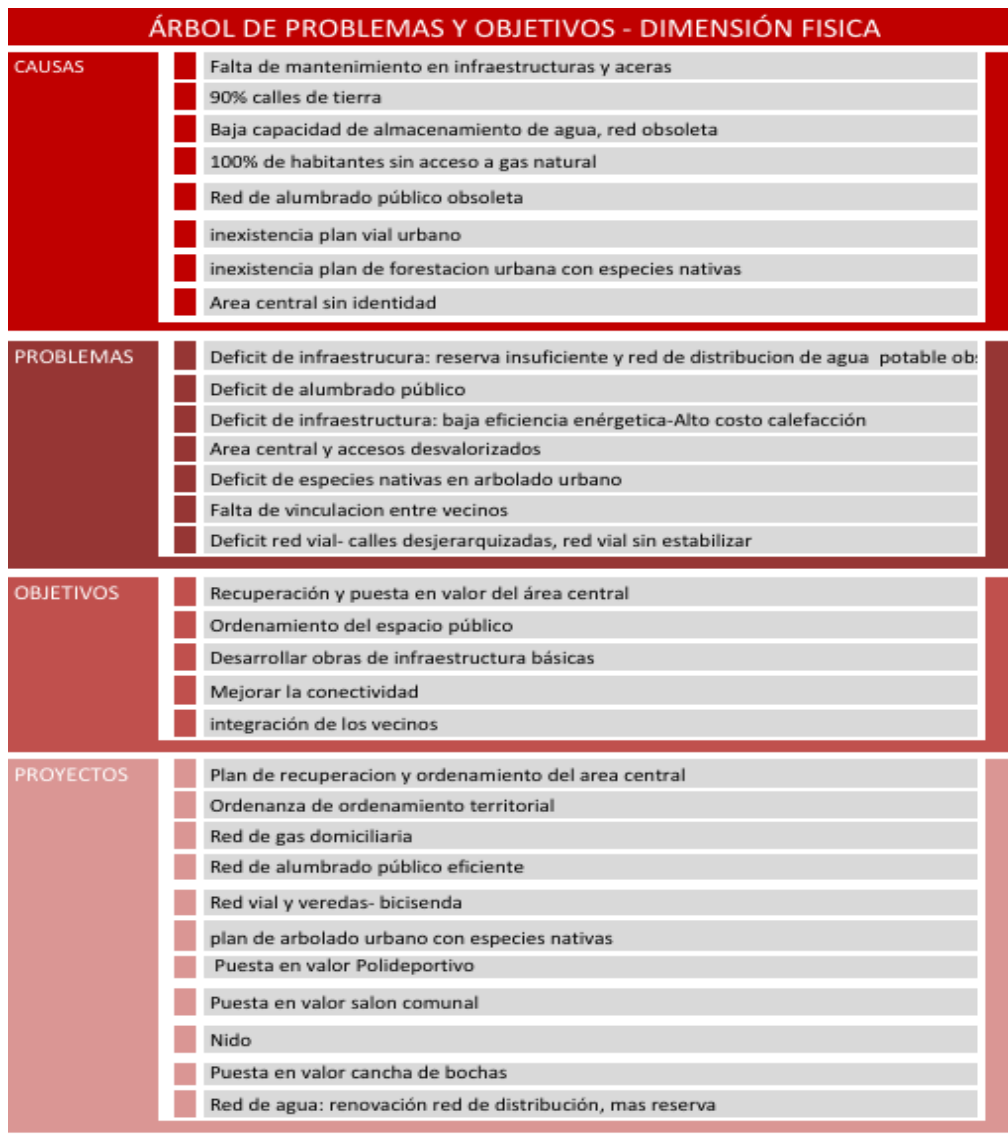 ÁRBOL DE PROBLEMAS Y OBJETIVOS - DIMENSIÓN FISICA
CAUSAS
Falta de mantenimiento en infraestructuras y aceras
90% calles de tierra
Baja capacidad de almacenamiento de agua, red obsoleta
100% de habitantes sin acceso a gas natural
Red de alumbrado público obsoleta
inexistencia plan vial urbano
inexistencia plan de forestacion urbana con especies nativas
Area central sin identidad
PROBLEMAS
Deficit de infraestrucura: reserva insuficiente y red de distribucion de agua potable
Deficit de alumbrado público
Deficit de infraestructura: baja eficiencia enérgetica-Alto costo calefacción
Area central y accesos desvalorizados
Deficit de especies nativas en arbolado urbano
Falta de vinculacion entre vecinos
Deficit red vial- calles desjerarquizadas, red vial sin estabilizar
OBJETIVOS
Recuperación y puesta en valor del área central
Ordenamiento del espacio público
Desarrollar obras de infraestructura básicas
Mejorar la conectividad
integración de los vecinos
PROYECTOS
Plan de recuperacion y ordenamiento del area central
Ordenanza de ordenamiento territorial
Red de gas domiciliaria
Red de alumbrado público eficiente
Red vial y veredas- bicisenda
plan de arbolado urbano con especies nativas
Puesta en valor Polideportivo
Puesta en valor salon comunal
Nido
Puesta en valor cancha de bochas
Red de agua: renovación red de distribución, mas reserva